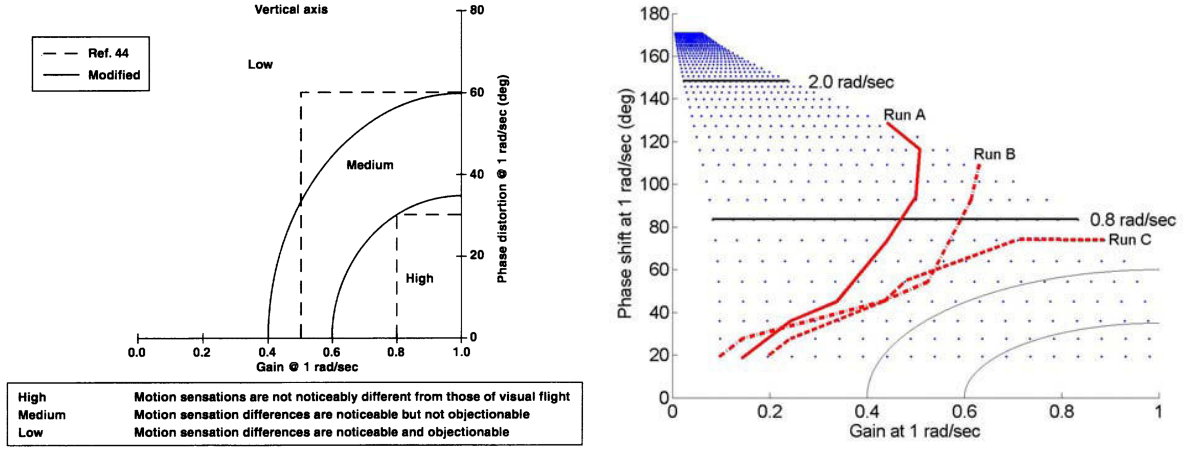 Vertical axis
80
Ref. 44
Modified
Low
60
Medium
40
High
20
0
Phase distortion @ 1 rad/sec (deg)
0.0
0.2
0.4
0.6
0.8
1.0
Gain @ 1 rad/sec
High Motion sensations are not noticeably different from those of visual flight
Medium Motion sensation differences are noticeable but not objectionable
Low Motion sensation differences are noticeable and objectionable
180
160
140
120
100
80
60
40
20
0
Phase shift at 1 rad/sec (deg)
2.0 rad/sec
Run A
Run B
0.8 rad/sec
Run C
0
0.2
0.4
0.6
0.8
1
Gain at 1 rad/sec